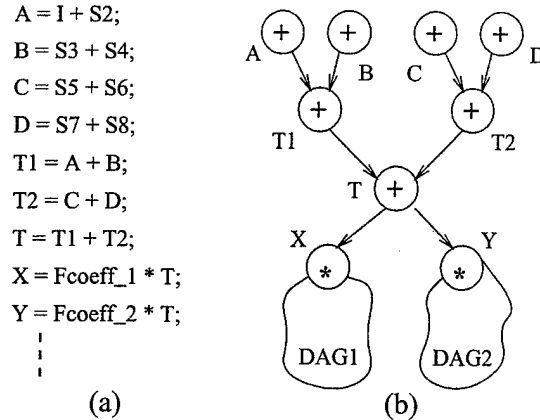 A = I + S2;
B = S3 + S4;
C = S5 + S6;
D = S7 + S8;
T1 = A + B;
T2 = C + D;
T = T1 + T2;
X = Fcoeff_1 * T;
Y = Fcoeff_2 * T;
(a)
+ + + +
A B C D
+ +
T1 T2
T +
X Y
* *
DAG1 DAG2
(b)